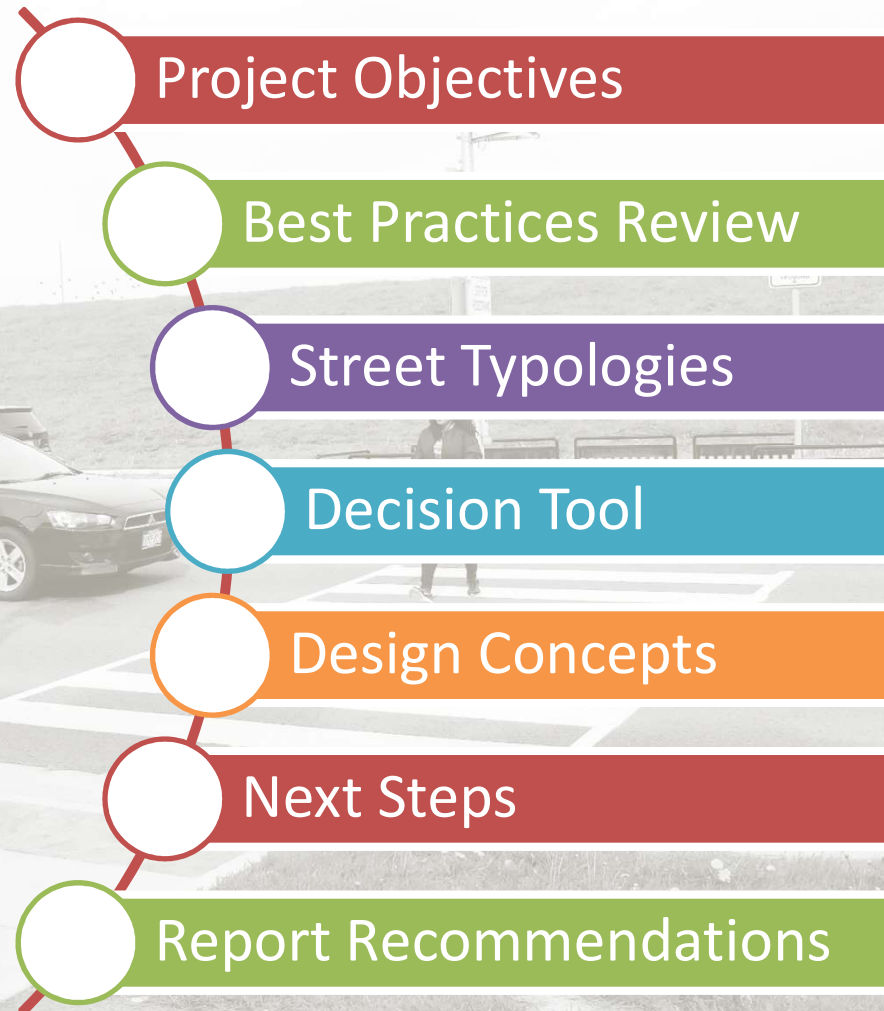 Project Objectives
Best Practices Review
Street Typologies
Decision Tool
Design Concepts
Next Steps
Report Recommendations